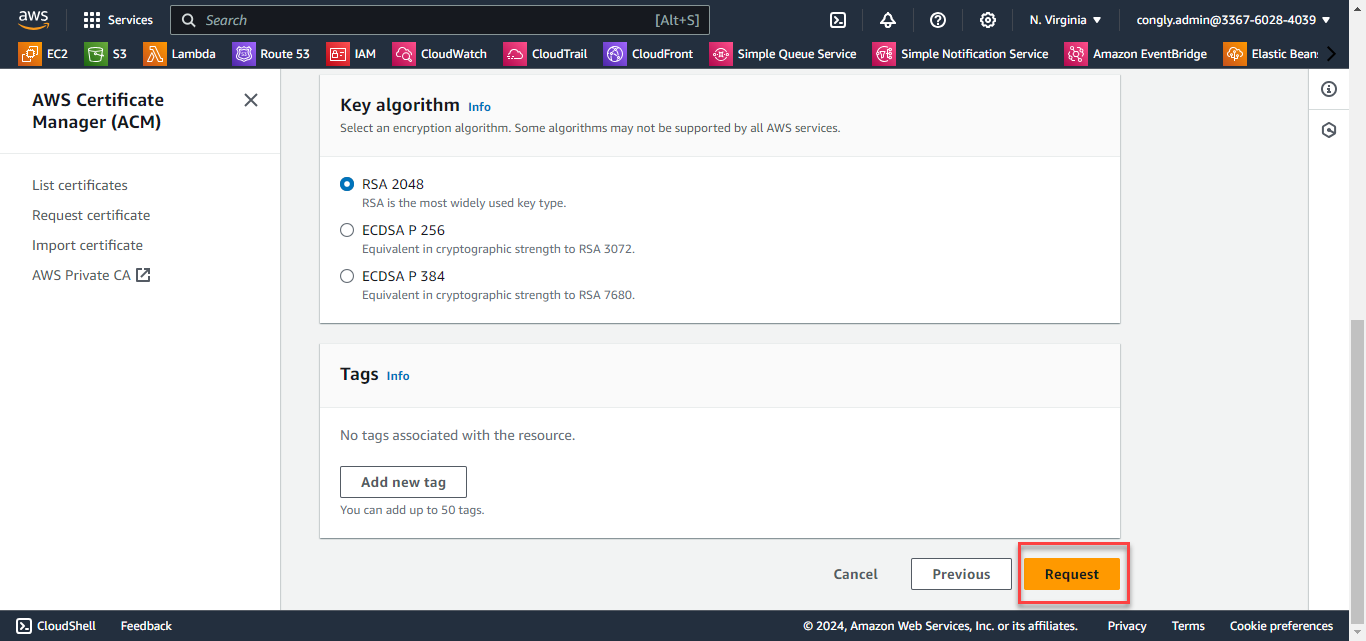 aws
Services
Search
[Alt+S]
N. Virginia
congly.admin@3367-6028-4039
EC2
S3
Lambda
Route 53
IAM
CloudWatch
CloudTrail
CloudFront
Simple Queue Service
Simple Notification Service
Amazon EventBridge
Elastic Bean
AWS Certificate
Manager (ACM)
List certificates
Request certificate
Import certificate
AWS Private CA
Key algorithm Info
Select an encryption algorithm. Some algorithms may not be supported by all AWS services.
RSA 2048
RSA is the most widely used key type.
ECDSA P 256
Equivalent in cryptographic strength to RSA 3072.
ECDSA P 384
Equivalent in cryptographic strength to RSA 7680.
Tags Info
No tags associated with the resource.
Add new tag
You can add up to 50 tags.
Cancel
Previous
Request
CloudShell
Feedback
© 2024, Amazon Web Services, Inc. or its affiliates.
Privacy
Terms
Cookie preferences